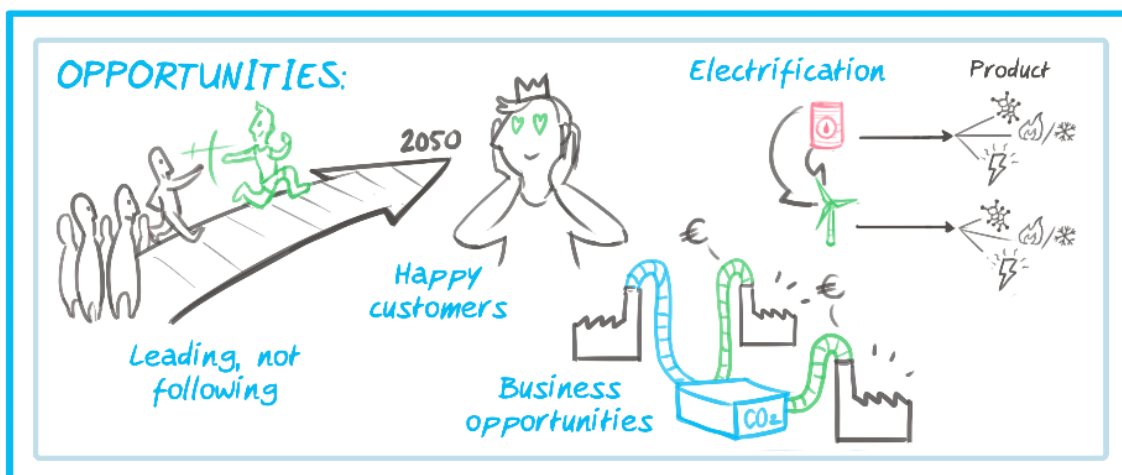 OPPORTUNITIES:
2050
Leading, not
following
Happy
customers
Electrification
Product
€
€
Business
opportunities
CO₂